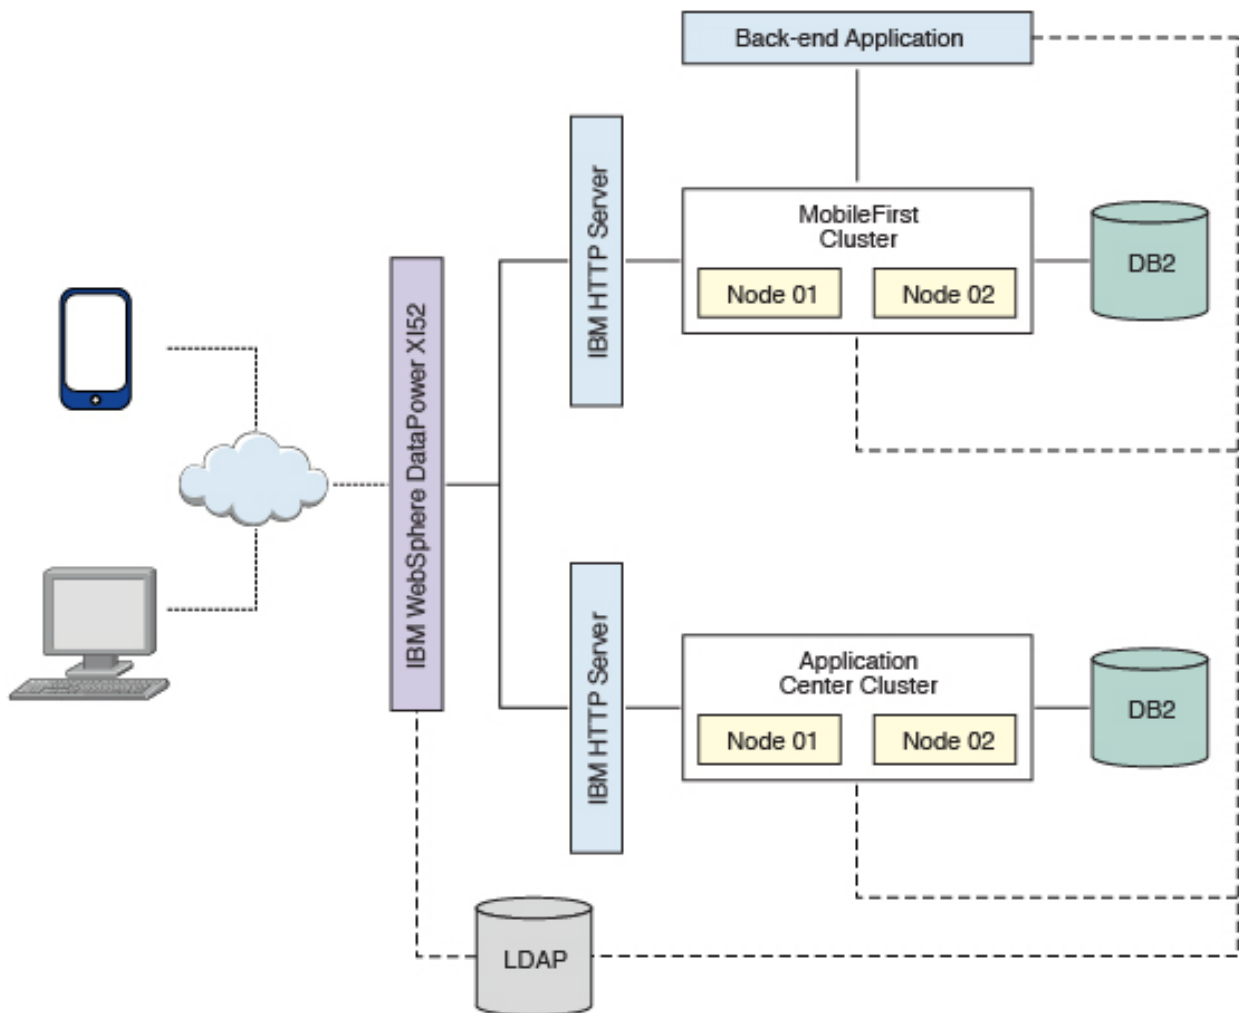 Back-end Application
IBM HTTP Server
MobileFirst
Cluster
Node 01
Node 02
DB2
IBM WebSphere DataPower XI52
IBM HTTP Server
Application
Center Cluster
Node 01
Node 02
DB2
LDAP